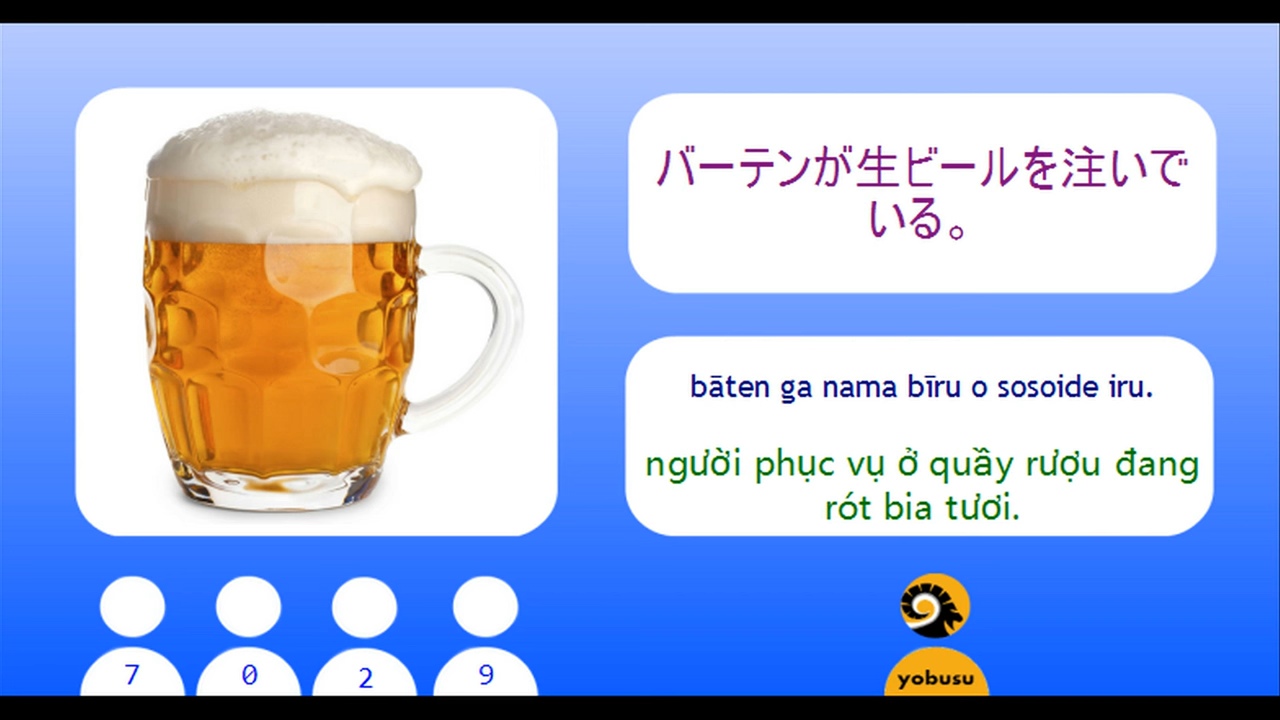 バーテンが生ビールを注いで
いる。
bāten ga nama bīru o sosoide iru.
người phục vụ ở quầy rượu đang
rót bia tươi.
7 0 2 9
yobusu